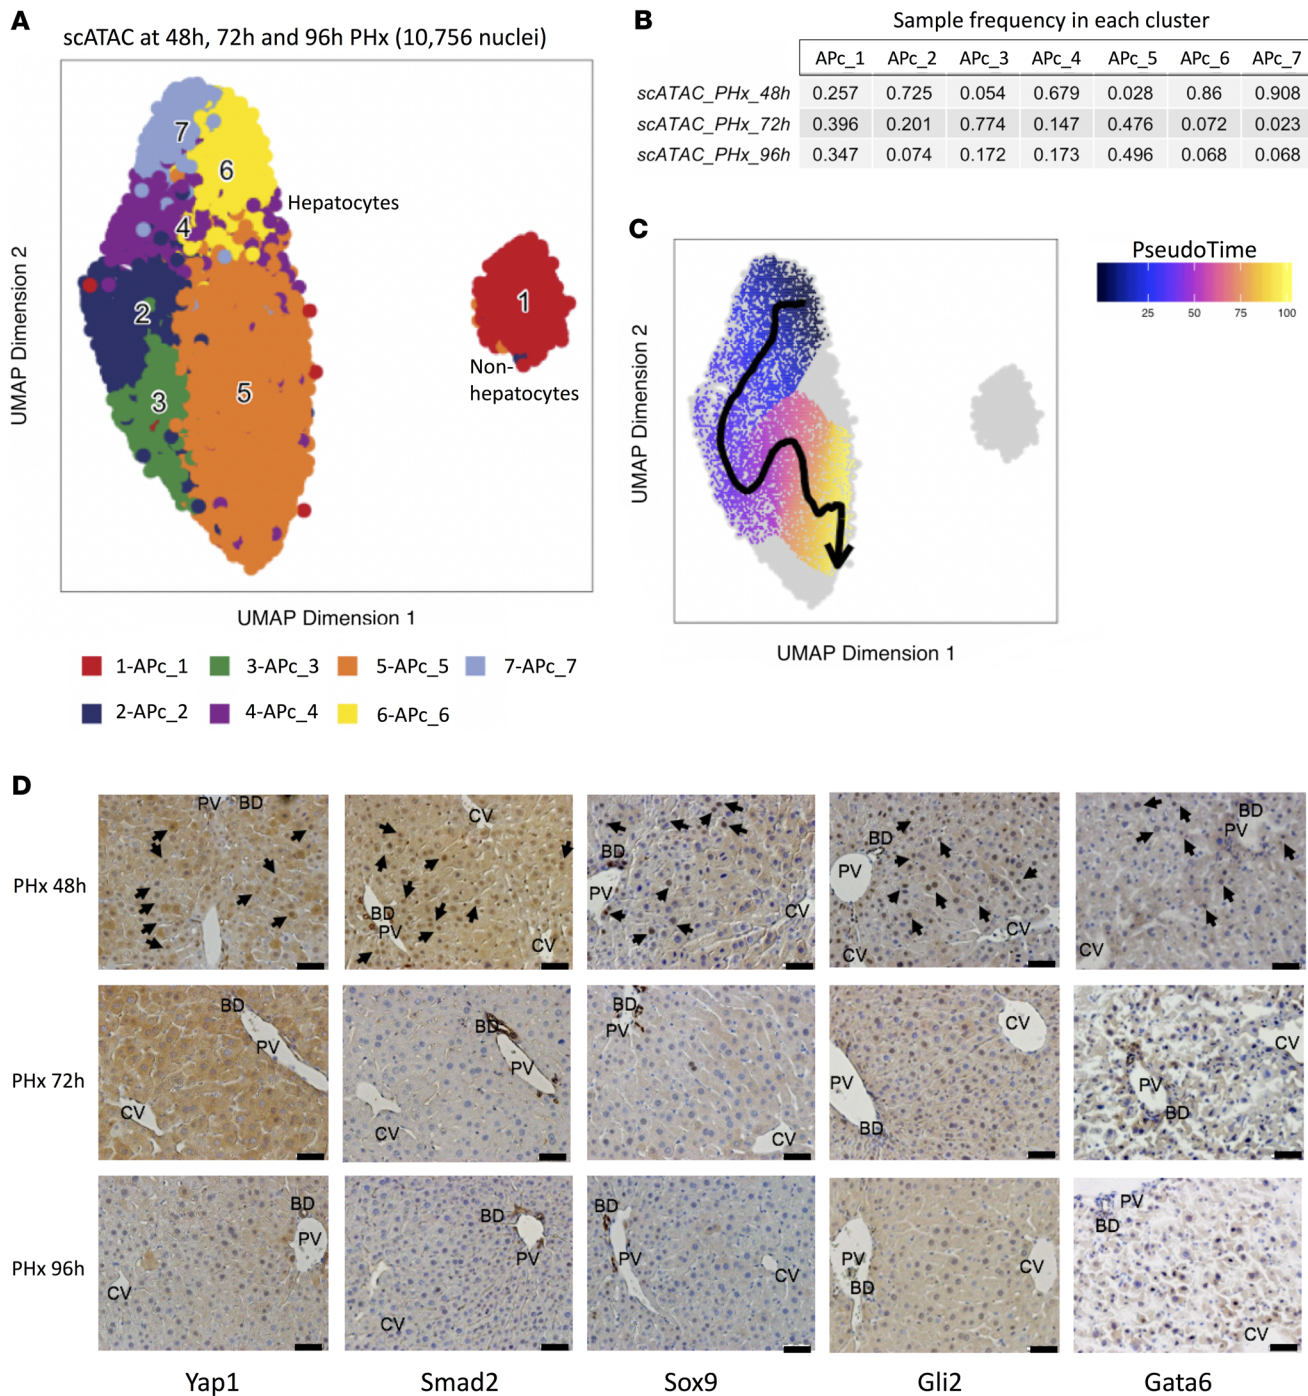 A
scATAC at 48h, 72h and 96h PHx (10,756 nuclei)
7
6
Hepatocytes
4
2
1
5
3
Non-
hepatocytes
UMAP Dimension 2
UMAP Dimension 1
1-APc_1
3-APc_3
5-APc_5
7-APc_7
2-APc_2
4-APc_4
6-APc_6
B
Sample frequency in each cluster
APc_1 APc_2 APc_3 APc_4 APc_5 APc_6 APc_7
scATAC_PHx_48h 0.257 0.725 0.054 0.679 0.028 0.86 0.908
scATAC_PHx_72h 0.396 0.201 0.774 0.147 0.476 0.072 0.023
scATAC_PHx_96h 0.347 0.074 0.172 0.173 0.496 0.068 0.068
C
PseudoTime
25 50 75 100
UMAP Dimension 2
UMAP Dimension 1
D
PHx 48h
PV BD
CV
BD
PV
CV
BD
PV
CV
BD
PV
CV
CV
BD
PV
CV
PHx 72h
BD
PV
CV
BD
PV
CV
BD
PV
CV
CV
PV
BD
CV
PV
BD
PHx 96h
BD
PV
CV
BD
PV
CV
BD
PV
CV
PV
CV
BD
PV
BD
CV
Yap1
Smad2
Sox9
Gli2
Gata6